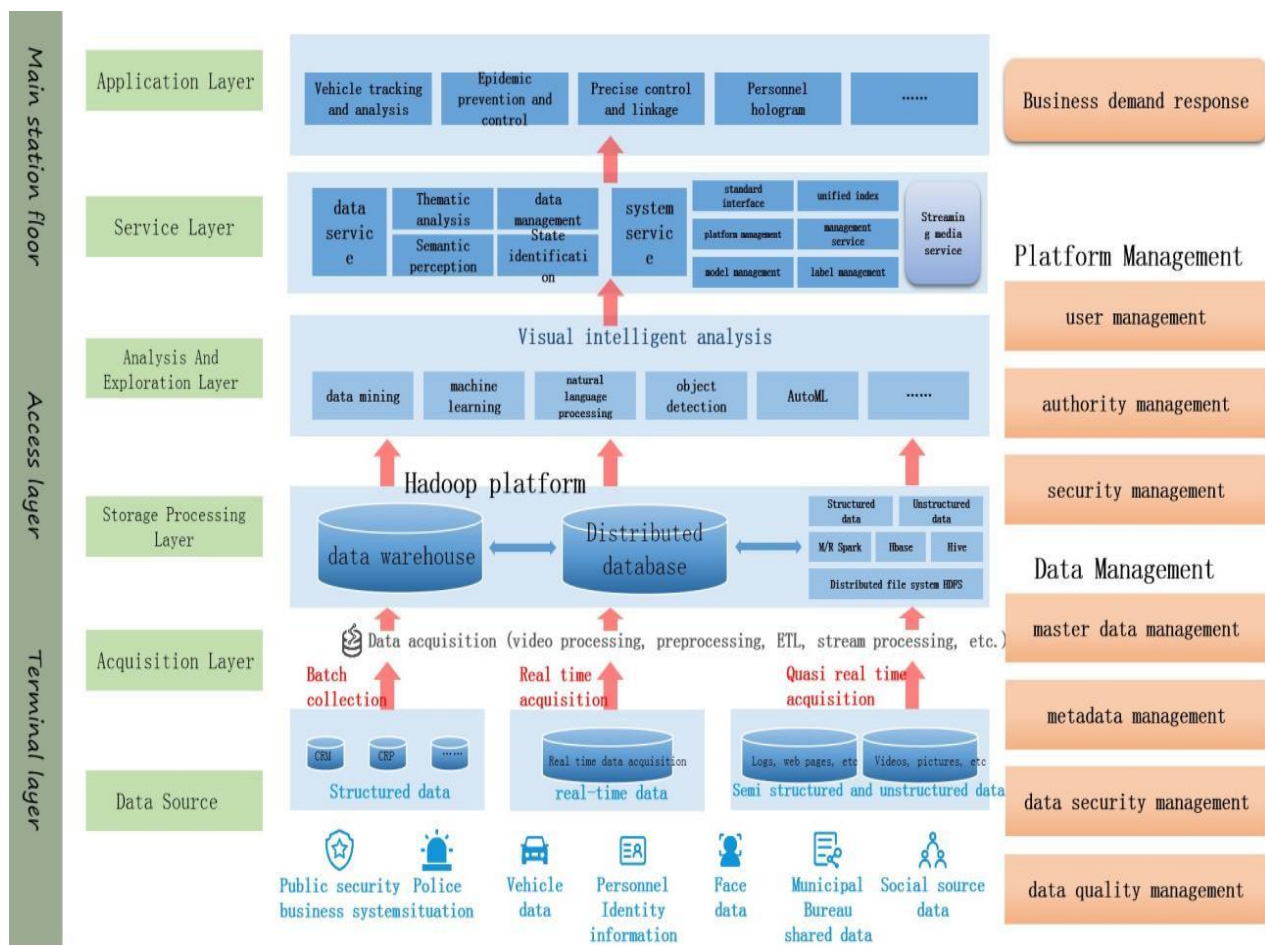 Main station floor
Access layer
Terminal layer
Application Layer
Vehicle tracking
and analysis
Epidemic
prevention and
control
Precise control
and linkage
Personnel
hologram
······
Business demand response
Service Layer
data
servic
e
Thematic
analysis
data
management
Semantic
perception
State
identificati
on
system
servic
e
standard
interface
unified index
platform management
management
service
model management
label management
Streamin
g media
service
Platform Management
user management
authority management
security management
Analysis And
Exploration Layer
Visual intelligent analysis
data mining
machine
learning
natural
language
processing
object
detection
AutoML
······
Storage Processing
Layer
Hadoop platform
data warehouse
Distributed
database
Structured
data
Unstructured
data
M/R Spark
Hbase
Hive
Distributed file system HDFS
Data Management
master data management
metadata management
data security management
data quality management
Acquisition Layer
Data acquisition (video processing, preprocessing, ETL, stream processing, etc.)
Batch
collection
Real time
acquisition
Quasi real time
acquisition
Data Source
CRM
CRP
······
Structured data
Real time data acquisition
real-time data
Logs, web pages, etc
Videos, pictures, etc
Semi structured and unstructured data
Public security
business system
Police
situation
Vehicle
data
Personnel
Identity
information
Face
data
Municipal
Bureau
shared data
Social source
data